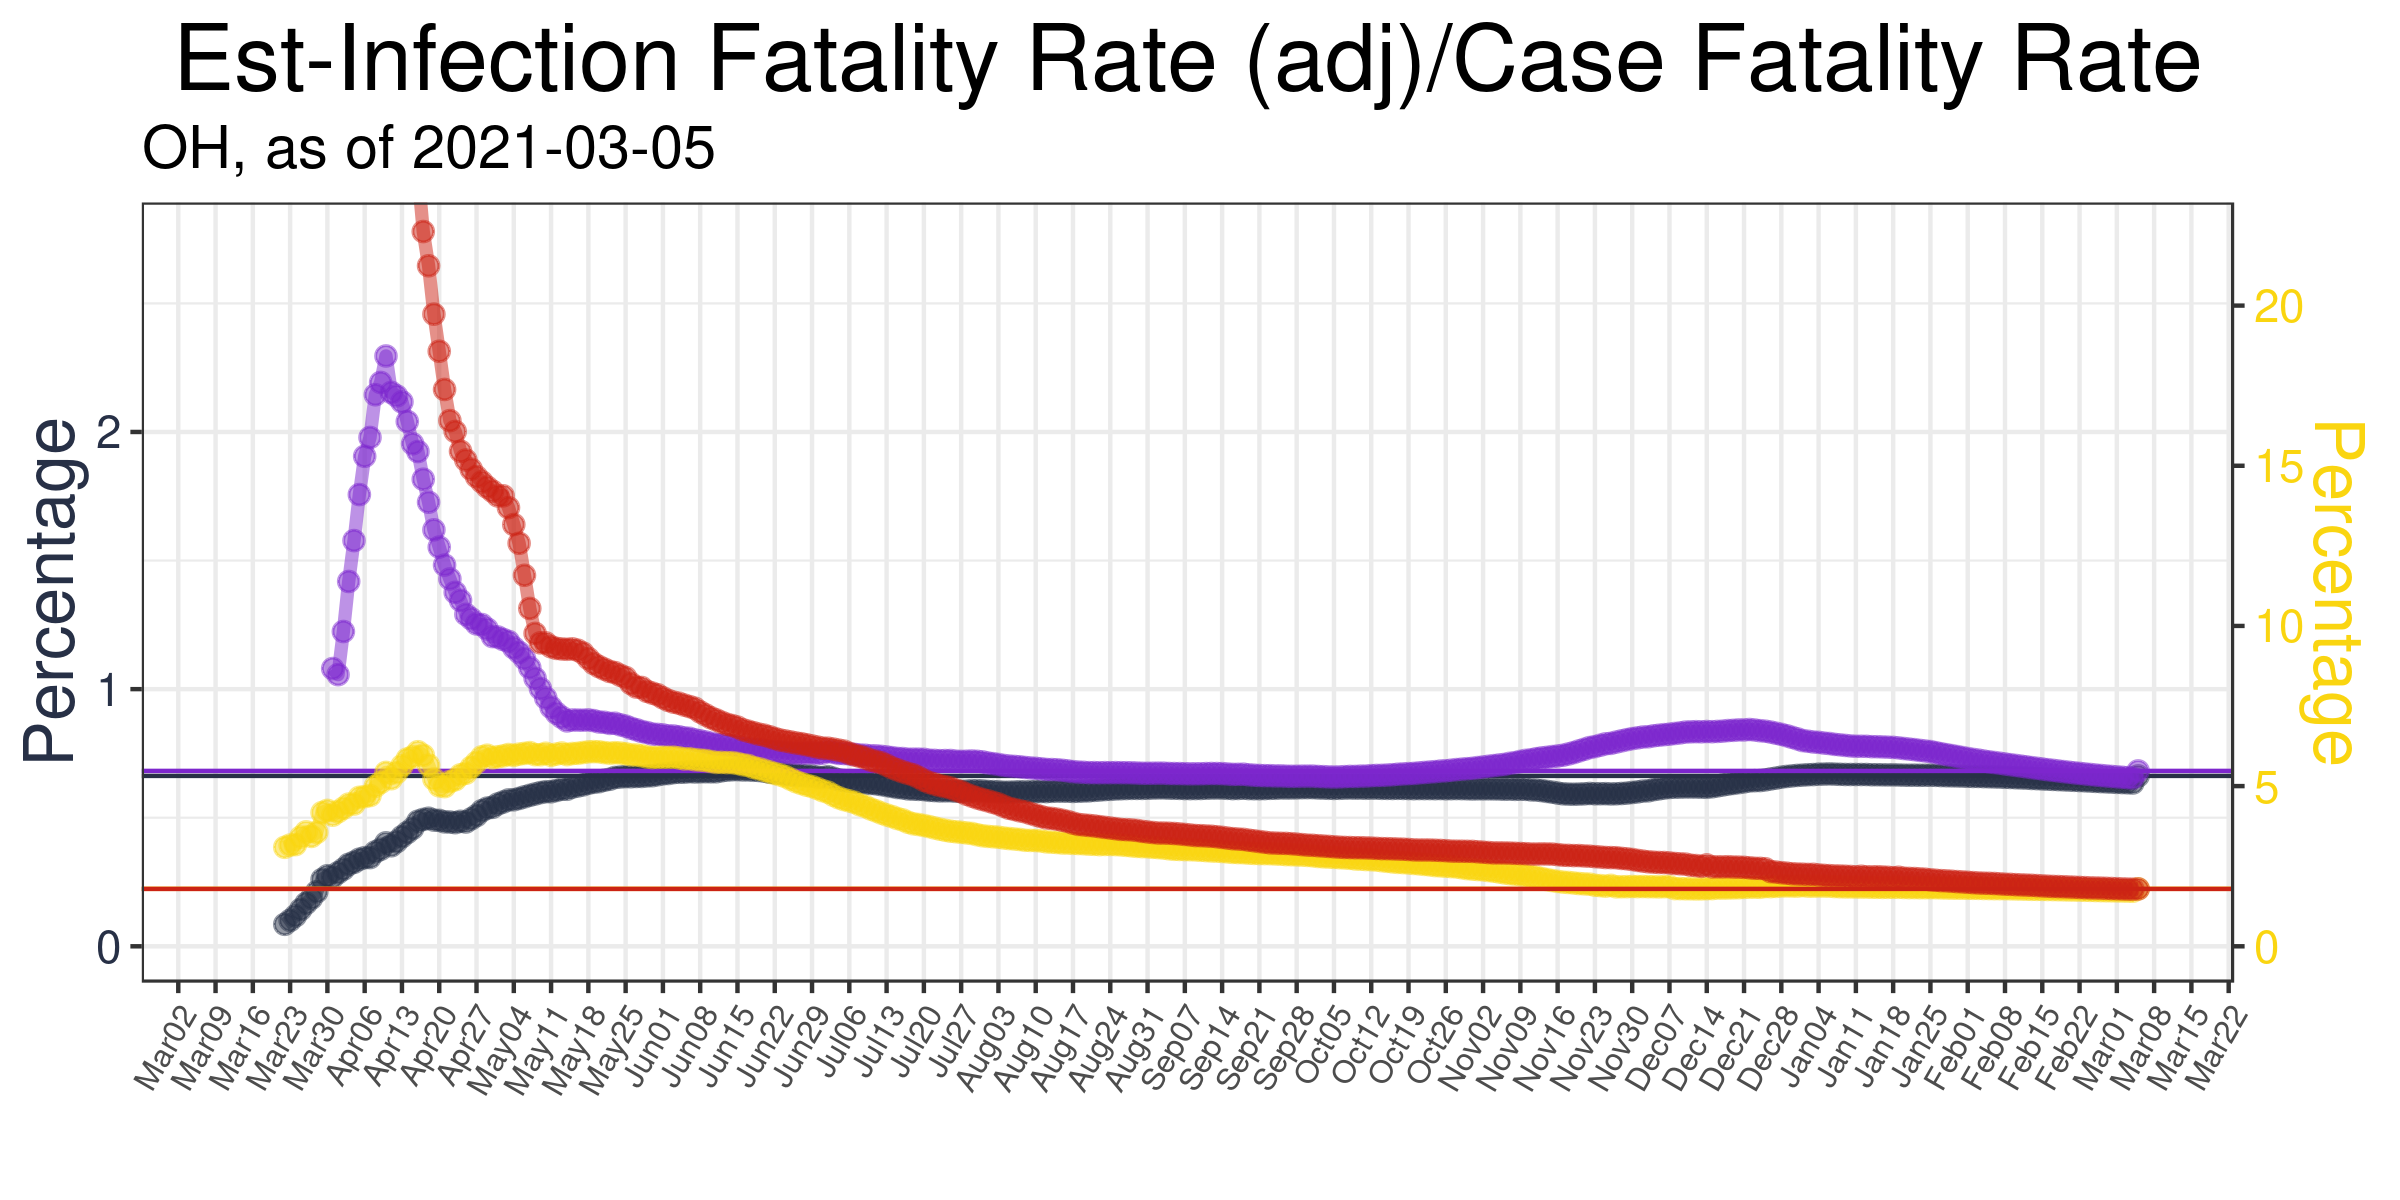 Est-Infection Fatality Rate (adj)/Case Fatality Rate
OH, as of 2021-03-05
Percentage
2
1
0
20
15
10
5
0
Percentage
Mar02
Mar09
Mar16
Mar23
Mar30
Apr06
Apr13
Apr20
Apr27
May04
May11
May18
May25
Jun01
Jun08
Jun15
Jun22
Jun29
Jul06
Jul13
Jul20
Jul27
Aug03
Aug10
Aug17
Aug24
Aug31
Sep07
Sep14
Sep21
Sep28
Oct05
Oct12
Oct19
Oct26
Nov02
Nov09
Nov16
Nov23
Nov30
Dec07
Dec14
Dec21
Dec28
Jan04
Jan11
Jan18
Jan25
Feb01
Feb08
Feb15
Feb22
Mar01
Mar08
Mar15
Mar22